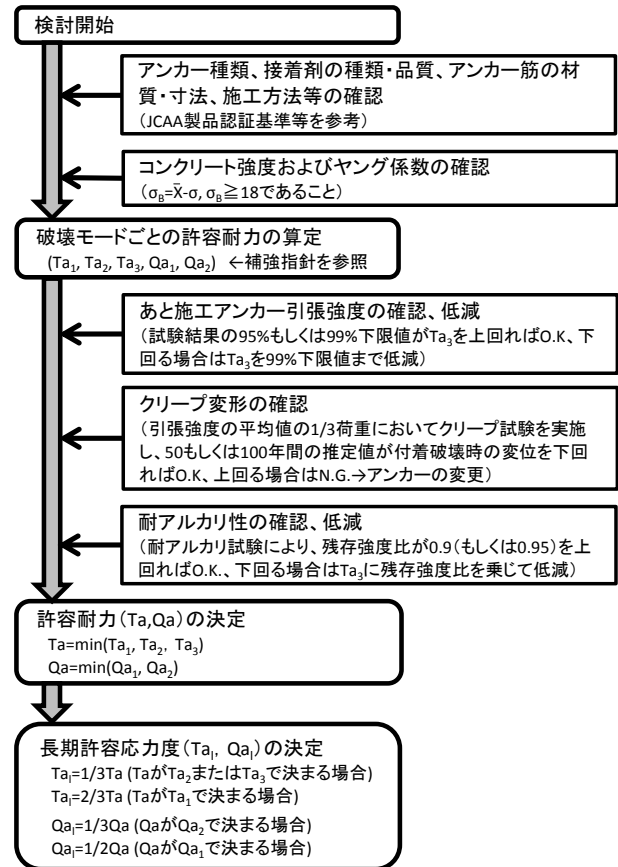 検討開始
アンカー種類、接着剤の種類・品質、アンカー筋の材
質・寸法、施工方法等の確認
（JCAA製品認証基準等を参考）
コンクリート強度およびヤング係数の確認
（σB=X̄-σ, σB≧18であること）
破壊モードごとの許容耐力の算定
(Ta1, Ta2, Ta3, Qa1, Qa2) ←補強指針を参照
あと施工アンカー引張強度の確認、低減
（試験結果の95%もしくは99%下限値がTa3を上回ればO.K、下
回る場合はTa3を99%下限値まで低減）
クリープ変形の確認
（引張強度の平均値の1/3荷重においてクリープ試験を実施
し、50もしくは100年間の推定値が付着破壊時の変位を下回
ればO.K、上回る場合はN.G.→アンカーの変更）
耐アルカリ性の確認、低減
（耐アルカリ試験により、残存強度比が0.9（もしくは0.95）を上
回ればO.K.、下回る場合はTa3に残存強度比を乗じて低減）
許容耐力（Ta,Qa）の決定
Ta=min(Ta1, Ta2, Ta3)
Qa=min(Qa1, Qa2)
長期許容応力度（Tal, Qal）の決定
Tal=1/3Ta (TaがTa2またはTa3で決まる場合)
Tal=2/3Ta (TaがTa1で決まる場合)
Qal=1/3Qa (QaがQa2で決まる場合)
Qal=1/2Qa (QaがQa1で決まる場合)